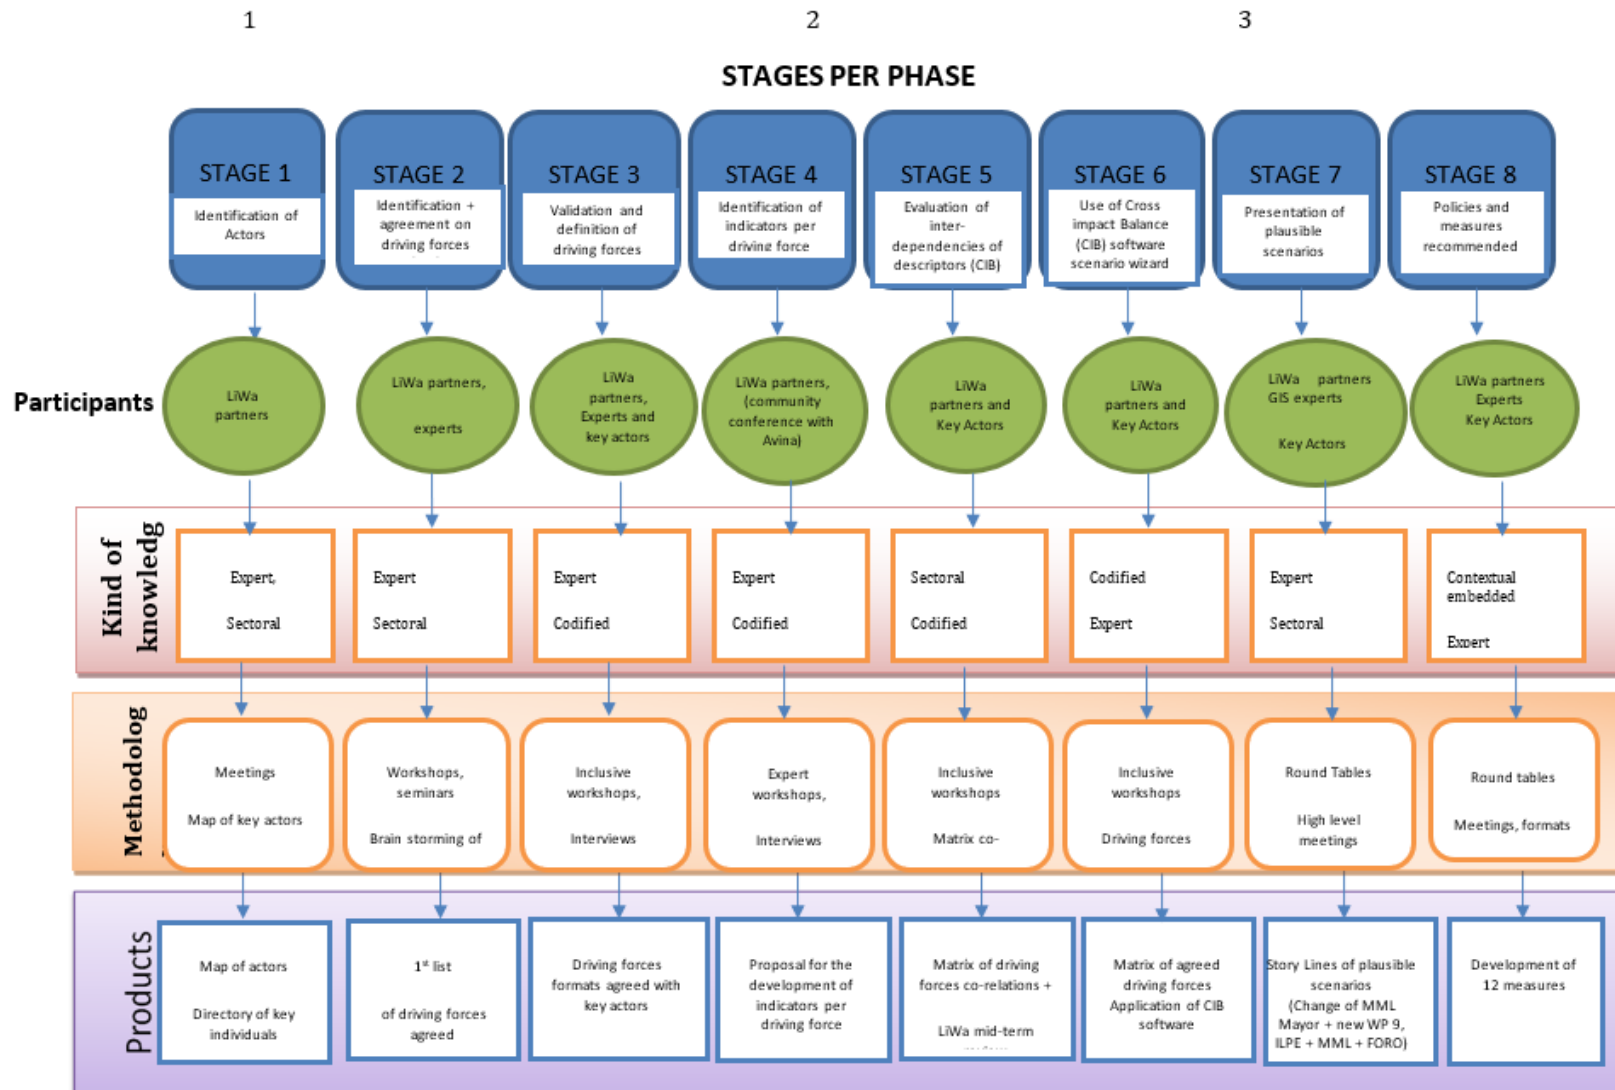 1
2
3
STAGES PER PHASE
STAGE 1
Identification of
Actors
STAGE 2
Identification +
agreement on
driving forces
STAGE 3
Validation and
definition of
driving forces
STAGE 4
Identification of
indicators per
driving force
STAGE 5
Evaluation of
inter-
dependencies of
descriptors (CIB)
STAGE 6
Use of Cross
impact Balance
(CIB) software
scenario wizard
STAGE 7
Presentation of
plausible
scenarios
STAGE 8
Policies and
measures
recommended
Participants
LiWa
partners
LiWa partners,
experts
LiWa
partners,
Experts and
key actors
LiWa partners,
(community
conference with
Avina)
LiWa
partners and
Key Actors
LiWa
partners and
Key Actors
LiWa partners
GIS experts
Key Actors
LiWa partners
Experts
Key Actors
Kind of
knowledg
Expert,
Sectoral
Expert
Sectoral
Expert
Codified
Expert
Codified
Sectoral
Codified
Codified
Expert
Expert
Sectoral
Contextual
embedded
Expert
Methodolog
Meetings
Map of key actors
Workshops,
seminars
Brain storming of
Inclusive
workshops,
Interviews
Expert
workshops,
Interviews
Inclusive
workshops
Matrix co-
Inclusive
workshops
Driving forces
Round Tables
High level
meetings
Round tables
Meetings, formats
Products
Map of actors
Directory of key
individuals
1st list
of driving forces
agreed
Driving forces
formats agreed with
key actors
Proposal for the
development of
indicators per
driving force
Matrix of driving
forces co-relations +
LiWa mid-term
Matrix of agreed
driving forces
Application of CIB
software
Story Lines of plausible
scenarios
(Change of MML
Mayor + new WP 9,
ILPE + MML + FORO)
Development of
12 measures